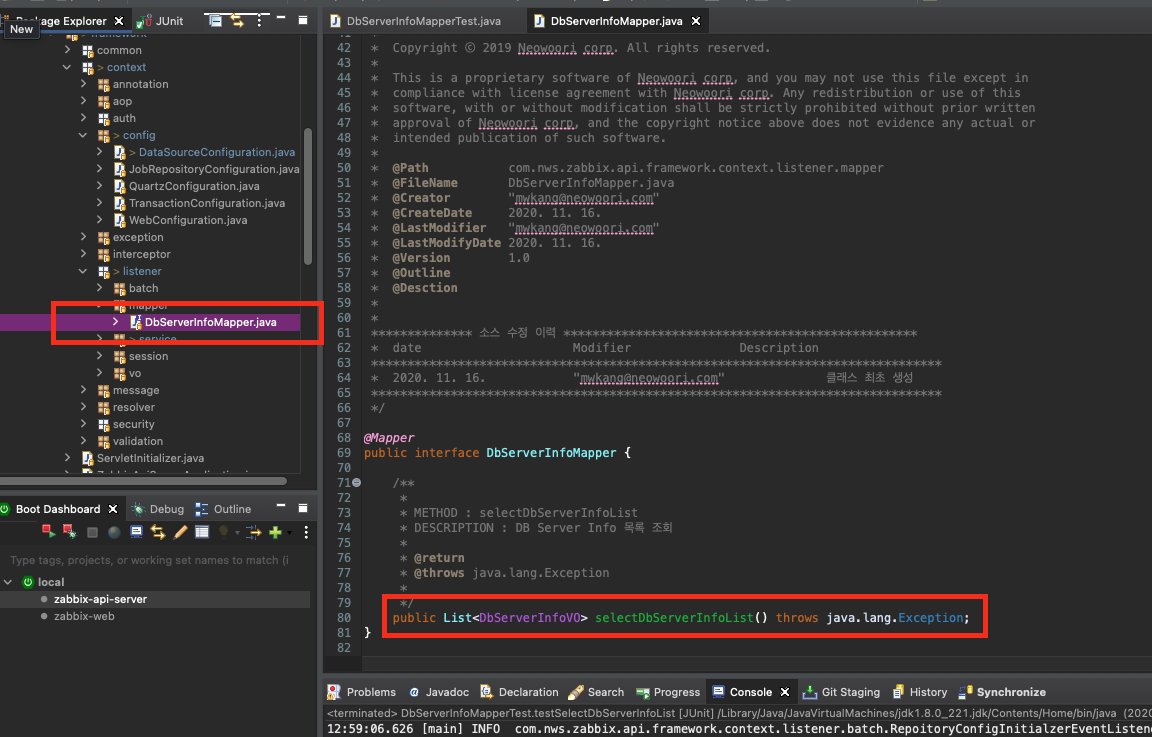 Package Explorer
JUnit
New
framework
common
> context
annotation
aop
auth
> config
> DataSourceConfiguration.java
JobRepositoryConfiguration.java
QuartzConfiguration.java
TransactionConfiguration.java
WebConfiguration.java
exception
interceptor
> listener
batch
mapper
DbServerInfoMapper.java
> service
session
vo
message
resolver
security
validation
ServletInitializer.java
Boot Dashboard
Debug
Outline
Type tags, projects, or working set names to match (i
local
zabbix-api-server
zabbix-web
DbServerInfoMapperTest.java
DbServerInfoMapper.java
41
42 * Copyright © 2019 Neowoori corp. All rights reserved.
43 *
44 * This is a proprietary software of Neowoori corp, and you may not use this file except in
45 * compliance with license agreement with Neowoori corp. Any redistribution or use of this
46 * software, with or without modification shall be strictly prohibited without prior written
47 * approval of Neowoori corp, and the copyright notice above does not evidence any actual or
48 * intended publication of such software.
49 *
50 * @Path com.nws.zabbix.api.framework.context.listener.mapper
51 * @FileName DbServerInfoMapper.java
52 * @Creator "mwkang@neowoori.com"
53 * @CreateDate 2020. 11. 16.
54 * @LastModifier "mwkang@neowoori.com"
55 * @LastModifyDate 2020. 11. 16.
56 * @Version 1.0
57 * @Outline
58 * @Desction
59 *
60 *
61 ************** 소스 수정 이력 ***********************************************
62 * date Modifier Description
63 ****************************************************************************
64 * 2020. 11. 16. "mwkang@neowoori.com" 클래스 최초 생성
65 ****************************************************************************
66 */
67
68 @Mapper
69 public interface DbServerInfoMapper {
70
71 /**
72 *
73 * METHOD : selectDbServerInfoList
74 * DESCRIPTION : DB Server Info 목록 조회
75 *
76 * @return
77 * @throws java.lang.Exception
78 *
79 */
80 public List<DbServerInfoVO> selectDbServerInfoList() throws java.lang.Exception;
81 }
82
Problems
Javadoc
Declaration
Search
Progress
Console
Git Staging
History
Synchronize
<terminated> DbServerInfoMapperTest.testSelectDbServerInfoList [JUnit] /Library/Java/JavaVirtualMachines/jdk1.8.0_221.jdk/Contents/Home/bin/java (202
12:59:06.626 [main] INFO com.nws.zabbix.api.framework.context.listener.batch.RepoitoryConfigInitialzerEventListene